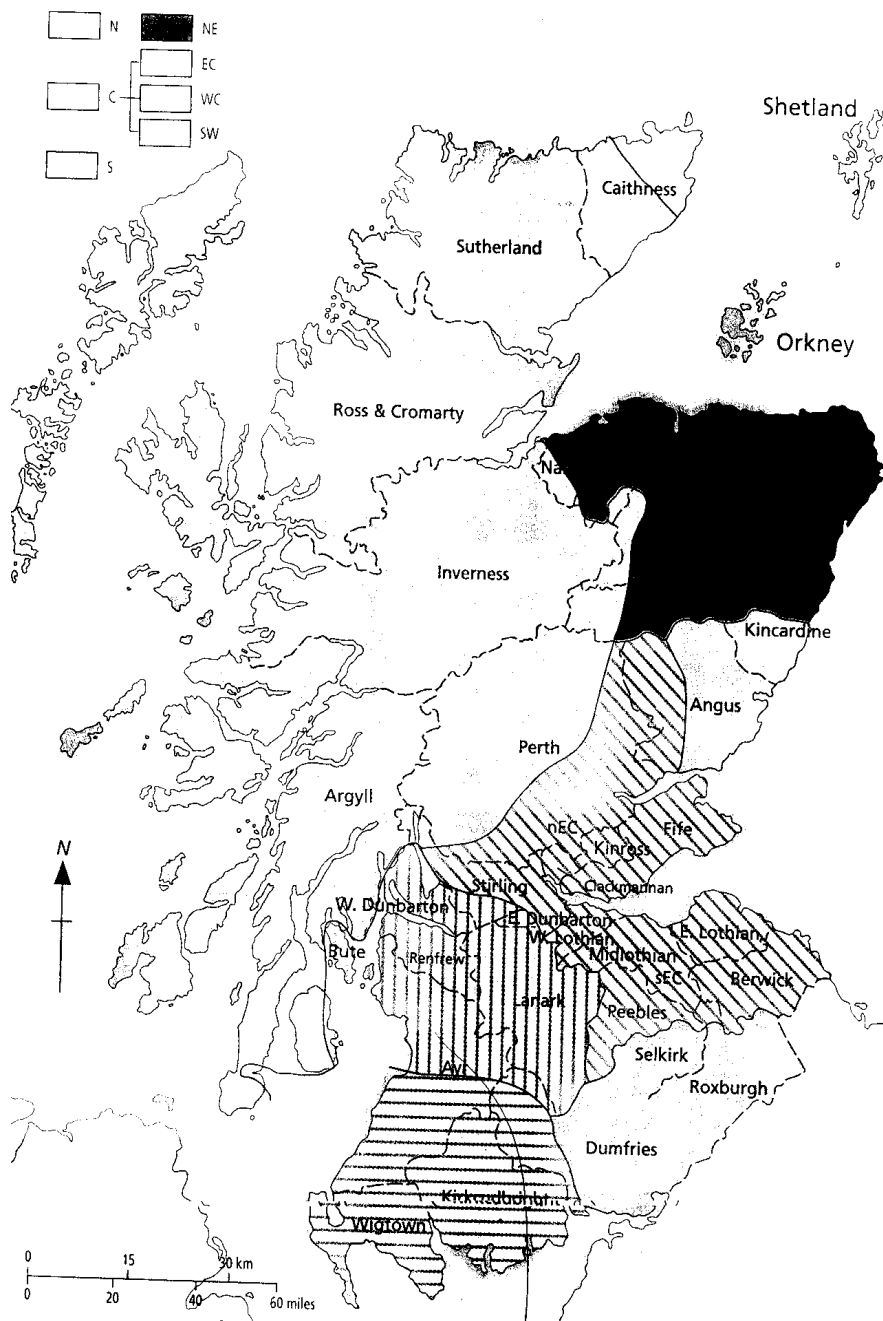 N
NE
EC
C
WC
SW
S
Shetland
Caithness
Sutherland
Orkney
Ross & Cromarty
Na
Inverness
Kincardine
Angus
Perth
Argyll
nEC
Fife
Kinross
Stirling
Clackmannan
N
W. Dunbarton
E. Dunbarton
W. Lothian
E. Lothian
Midlothian
Bute
Renfrew
sEC
Berwick
Lanark
Peebles
Selkirk
Ayr
Roxburgh
Dumfries
Kirkcudbright
Wigtown
0 15 30 km
0 20 40 60 miles